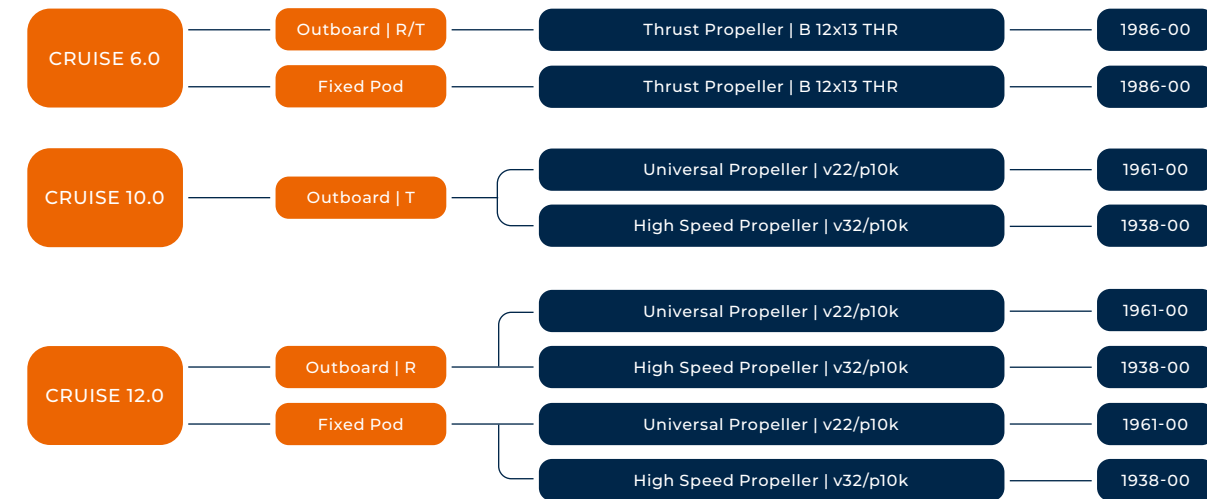 CRUISE 6.0
Outboard | R/T
Thrust Propeller | B 12x13 THR
1986-00
Fixed Pod
Thrust Propeller | B 12x13 THR
1986-00
CRUISE 10.0
Outboard | T
Universal Propeller | v22/p10k
1961-00
High Speed Propeller | v32/p10k
1938-00
CRUISE 12.0
Outboard | R
Universal Propeller | v22/p10k
1961-00
High Speed Propeller | v32/p10k
1938-00
Fixed Pod
Universal Propeller | v22/p10k
1961-00
High Speed Propeller | v32/p10k
1938-00